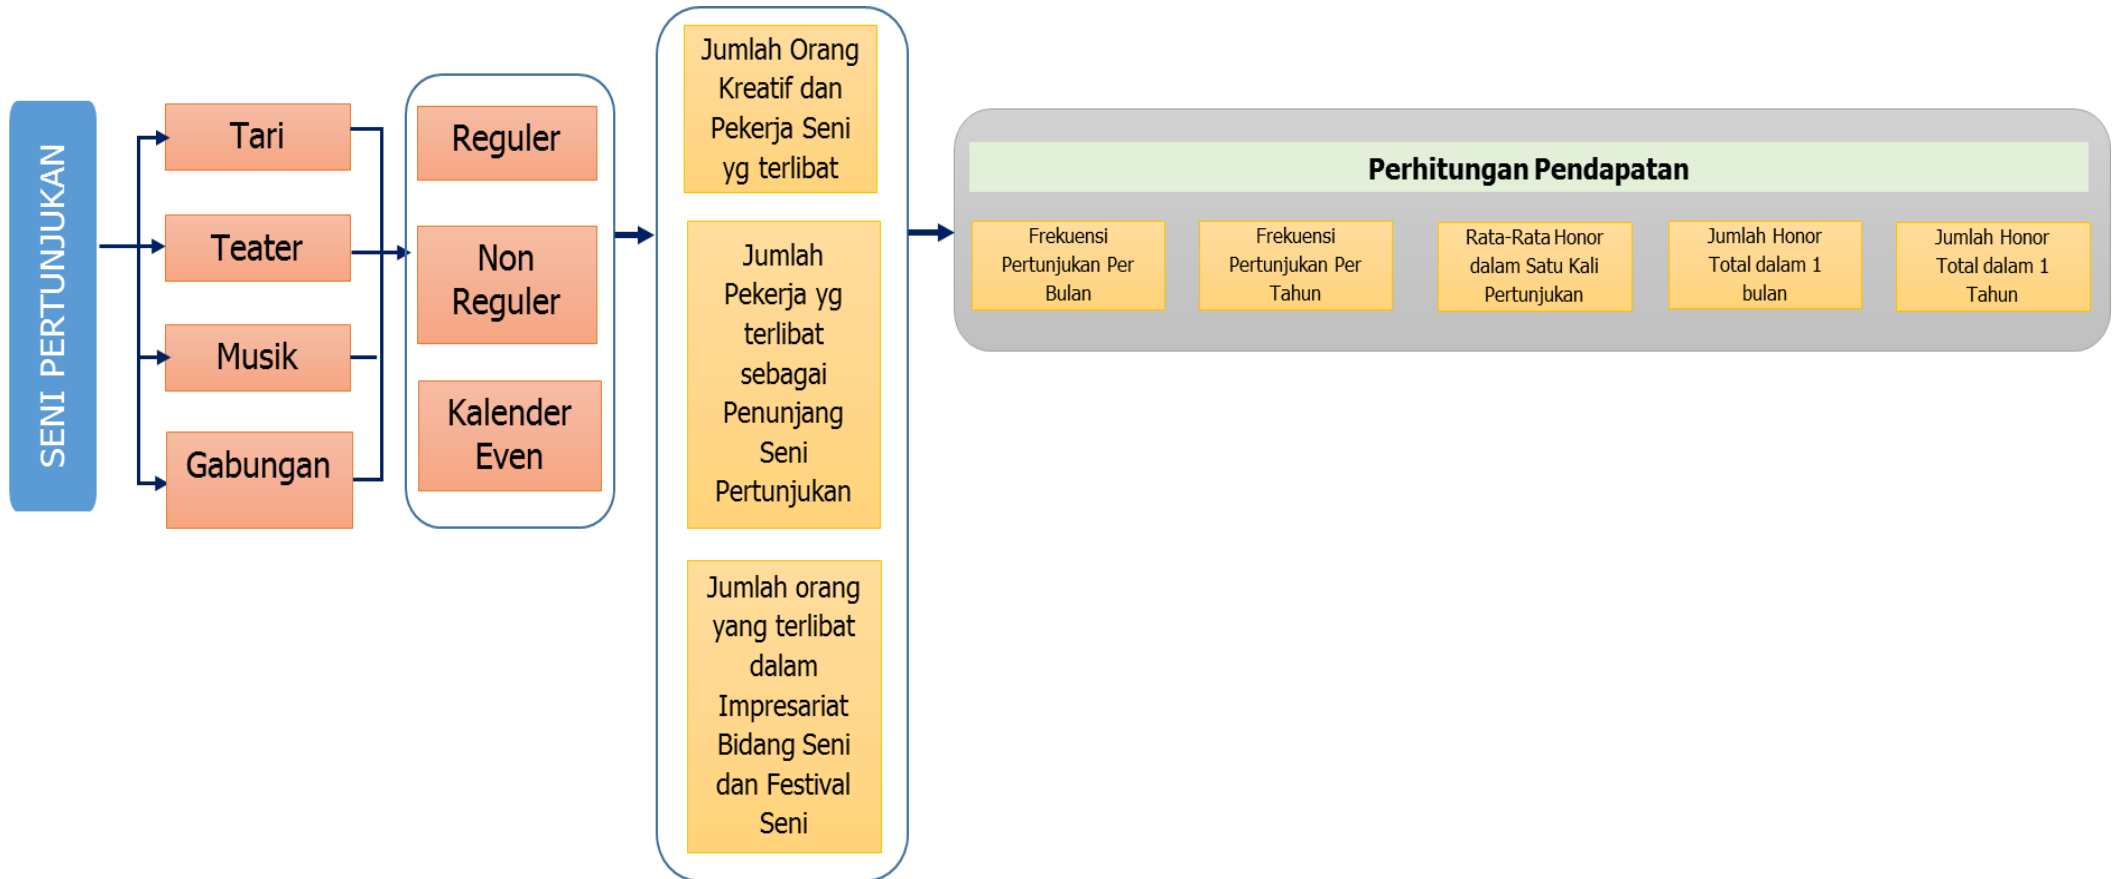 SENI PERTUNJUKAN
Tari
Teater
Musik
Gabungan
Reguler
Non
Reguler
Kalender
Even
Jumlah Orang
Kreatif dan
Pekerja Seni
yg terlibat
Jumlah
Pekerja yg
terlibat
sebagai
Penunjang
Seni
Pertunjukan
Jumlah orang
yang terlibat
dalam
Impresariat
Bidang Seni
dan Festival
Seni
Perhitungan Pendapatan
Frekuensi
Pertunjukan Per
Bulan
Frekuensi
Pertunjukan Per
Tahun
Rata-Rata Honor
dalam Satu Kali
Pertunjukan
Jumlah Honor
Total dalam 1
bulan
Jumlah Honor
Total dalam 1
Tahun